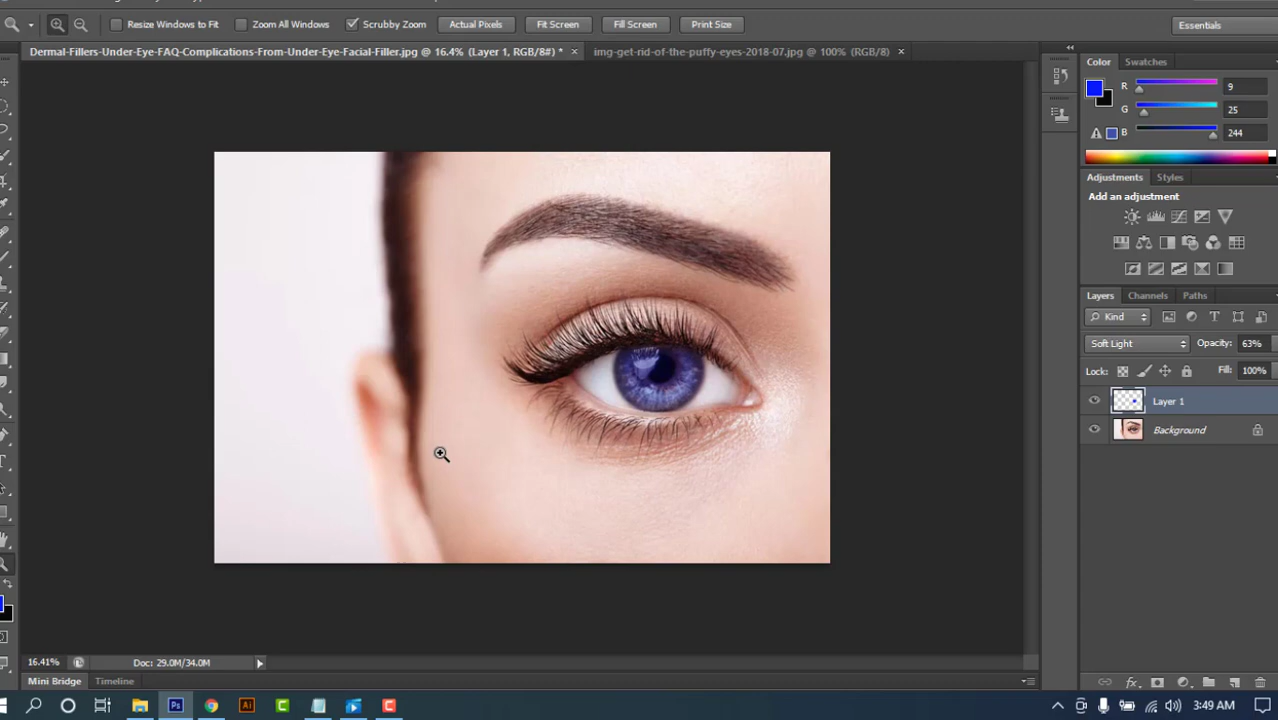 Resize Windows to Fit Zoom All Windows Scrubby Zoom Actual Pixels Fit Screen Fill Screen Print Size Essentials
Dermal-Fillers-Under-Eye-FAQ-Complications-From-Under-Eye-Facial-Filler.jpg @ 16.4% (Layer 1, RGB/8#) * × img-get-rid-of-the-puffy-eyes-2018-07.jpg @ 100% (RGB/8) ×
Color Swatches
R 9
G 25
B 244
Adjustments Styles
Add an adjustment
Layers Channels Paths
Kind
Soft Light Opacity: 63%
Lock: Fill: 100%
Layer 1
Background
16.41% Doc: 29.0M/34.0M
Mini Bridge Timeline
Ps Ai C C 3:49 AM